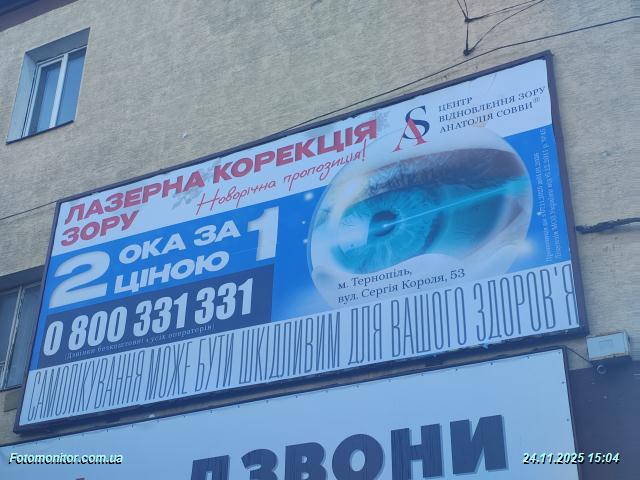 ЛАЗЕРНА КОРЕКЦІЯ
ЗОРУ
Новорічна пропозиція!
AS
ЦЕНТР
ВІДНОВЛЕННЯ ЗОРУ
АНАТОЛІЯ СОВВИ®
2 ОКА ЗА
ЦІНОЮ 1
0 800 331 331
(Дзвінки безкоштовні з усіх операторів)
м. Тернопіль,
вул. Сергія Короля, 53
САМОЛІКУВАННЯ МОЖЕ БУТИ ШКІДЛИВИМ ДЛЯ ВАШОГО ЗДОРОВ'Я
ДЗВОНИ
Fotomonitor.com.ua
24.11.2025 15:04